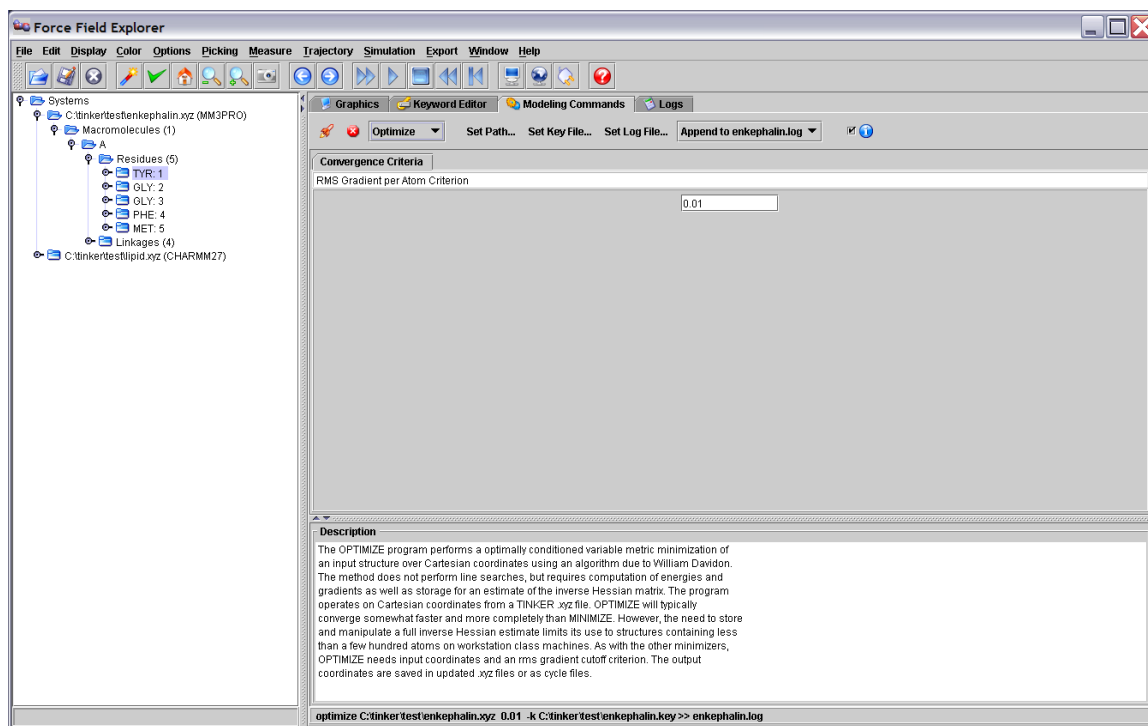 Force Field Explorer
File Edit Display Color Options Picking Measure Trajectory Simulation Export Window Help
Systems
C:\tinker\test\enkephalin.xyz (MM3PRO)
Macromolecules (1)
A
Residues (5)
TYR: 1
GLY: 2
GLY: 3
PHE: 4
MET: 5
Linkages (4)
C:\tinker\test\lipid.xyz (CHARMM27)
Graphics Keyword Editor Modeling Commands Logs
Optimize Set Path... Set Key File... Set Log File... Append to enkephalin.log
Convergence Criteria
RMS Gradient per Atom Criterion
0.01
Description
The OPTIMIZE program performs a optimally conditioned variable metric minimization of
an input structure over Cartesian coordinates using an algorithm due to William Davidon.
The method does not perform line searches, but requires computation of energies and
gradients as well as storage for an estimate of the inverse Hessian matrix. The program
operates on Cartesian coordinates from a TINKER .xyz file. OPTIMIZE will typically
converge somewhat faster and more completely than MINIMIZE. However, the need to store
and manipulate a full inverse Hessian estimate limits its use to structures containing less
than a few hundred atoms on workstation class machines. As with the other minimizers,
OPTIMIZE needs input coordinates and an rms gradient cutoff criterion. The output
coordinates are saved in updated .xyz files or as cycle files.
optimize C:\tinker\test\enkephalin.xyz 0.01 -k C:\tinker\test\enkephalin.key >> enkephalin.log